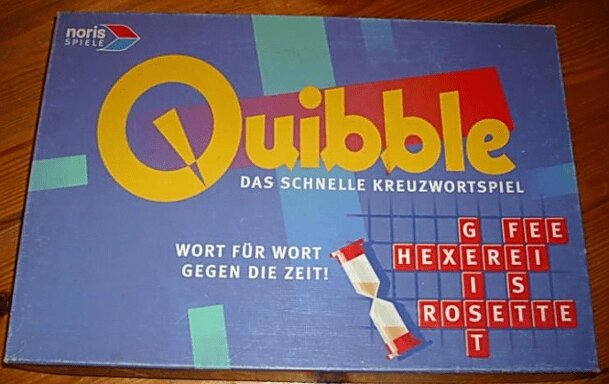 noris
SPIELE
Quibble
DAS SCHNELLE KREUZWORTSPIEL
WORT FÜR WORT
GEGEN DIE ZEIT!
G FEE
HEXEREI
I S
ROSETTE
T